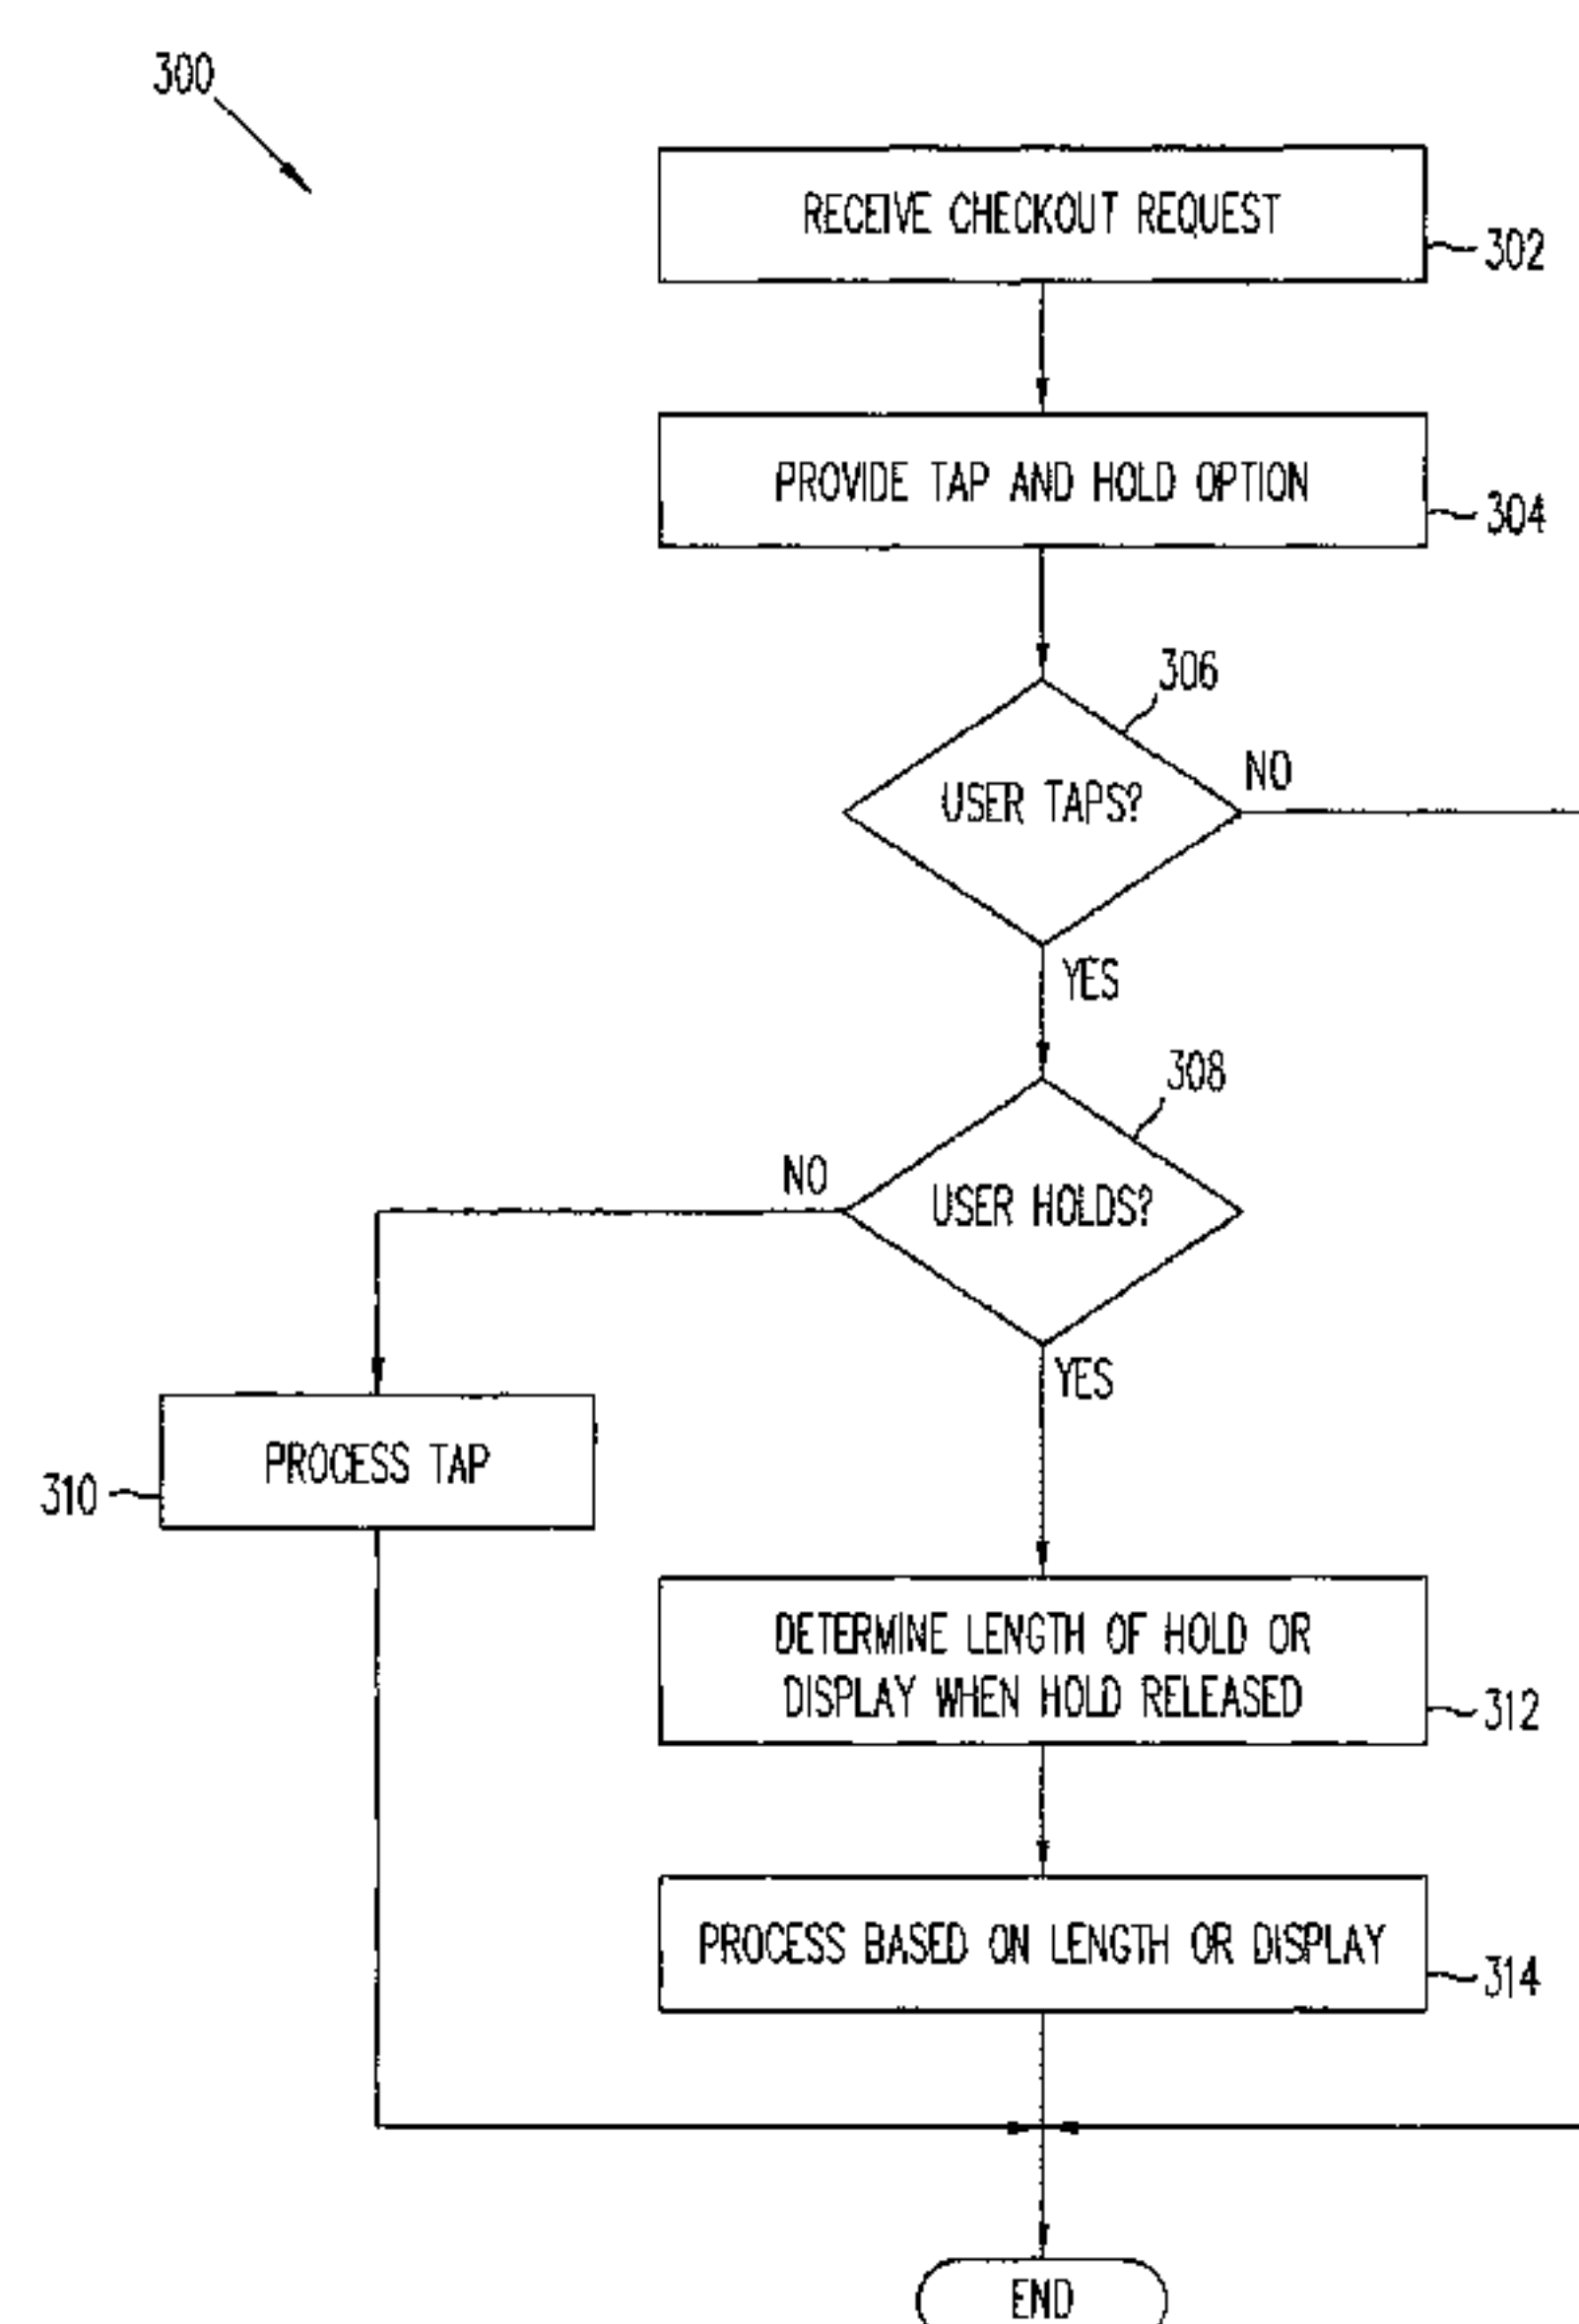 300
RECEIVE CHECKOUT REQUEST
302
PROVIDE TAP AND HOLD OPTION
304
306
USER TAPS?
NO
YES
308
USER HOLDS?
NO
YES
PROCESS TAP
310
DETERMINE LENGTH OF HOLD OR
DISPLAY WHEN HOLD RELEASED
312
PROCESS BASED ON LENGTH OR DISPLAY
314
END